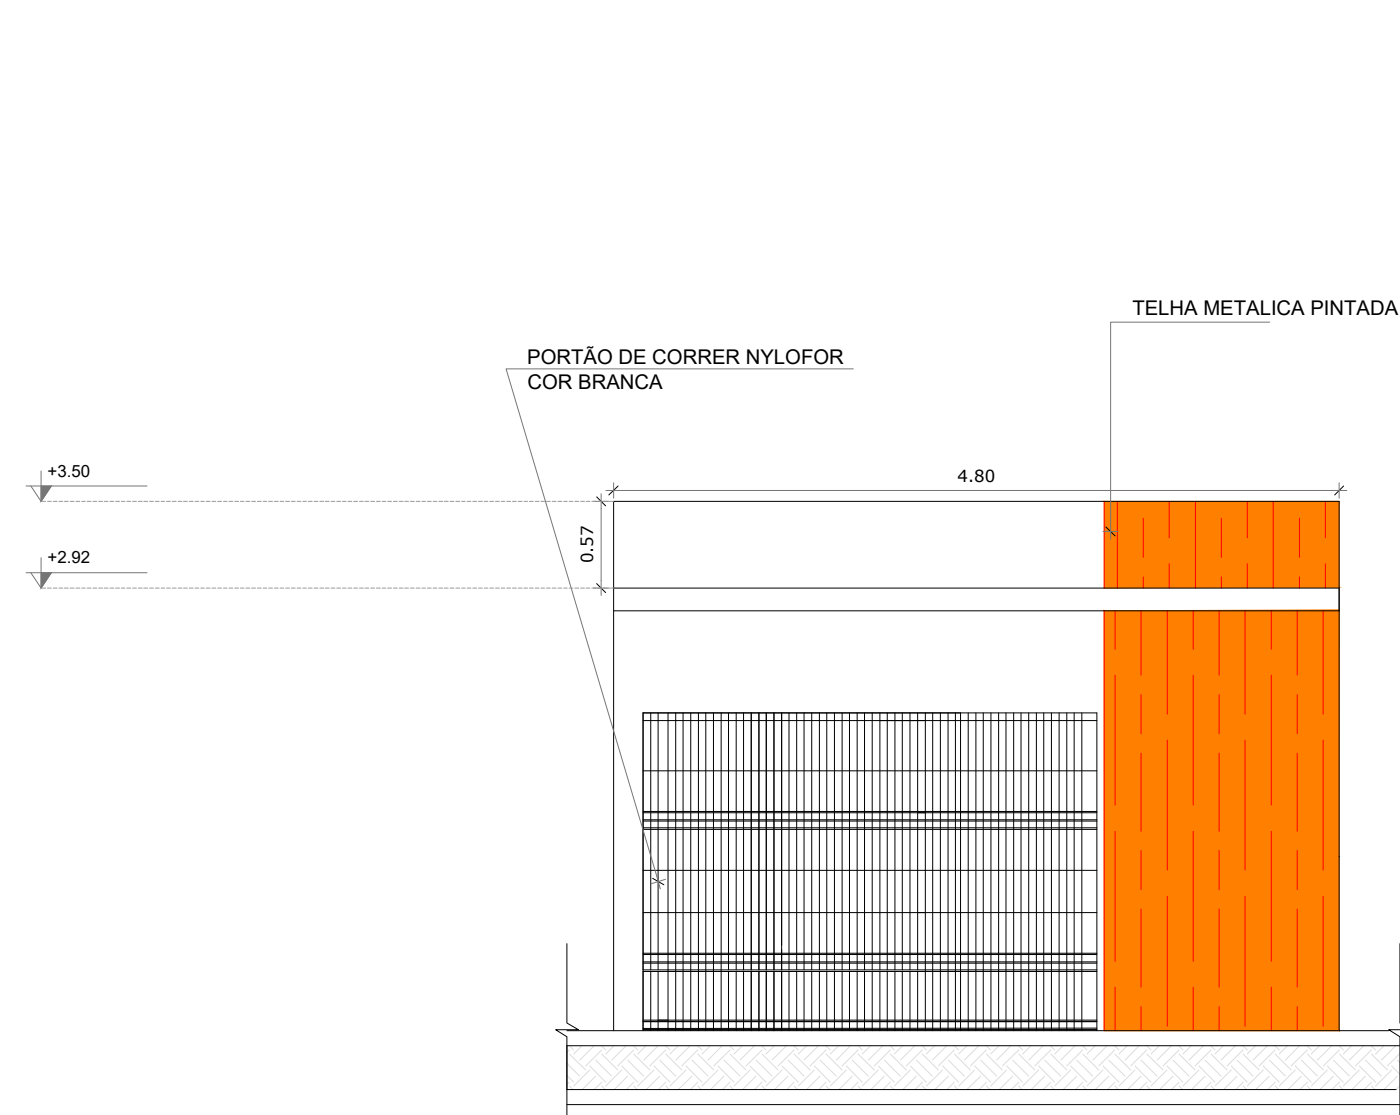 TELHA METALICA PINTADA
PORTÃO DE CORRER NYLOFOR
COR BRANCA
+3.50
4.80
0.57
+2.92